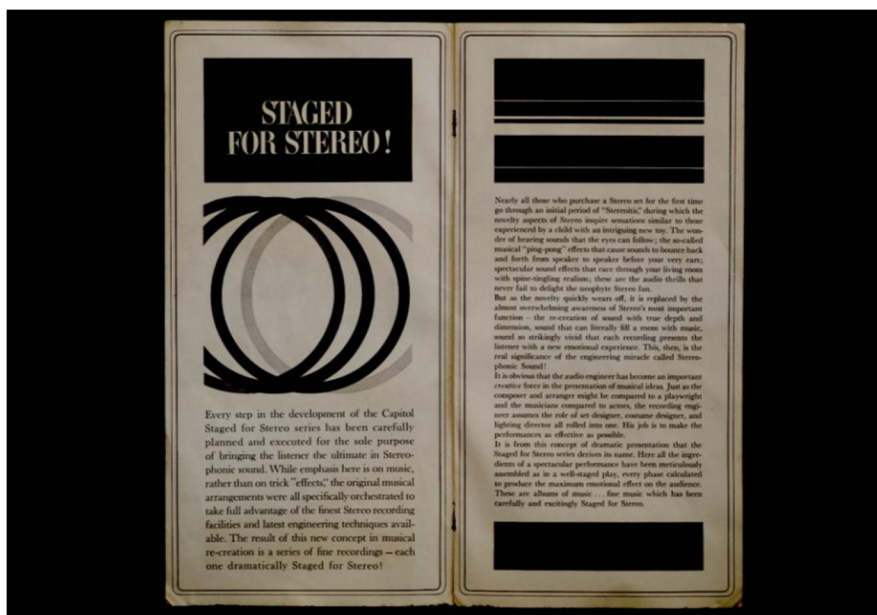 STAGED
FOR STEREO!
Every step in the development of the Capitol
Staged for Stereo series has been carefully
planned and executed for the sole purpose
of bringing the listener the ultimate in Stereo-
phonic sound. While emphasis here is on music,
rather than on trick "effects," the original musical
arrangements were all specifically orchestrated to
take full advantage of the finest Stereo recording
facilities and latest engineering techniques avail-
able. The result of this new concept in musical
re-creation is a series of fine recordings – each
one dramatically Staged for Stereo!
Nearly all those who purchase a Stereo set for the first time
go through an initial period of "Stereoitis," during which the
novelty aspects of Stereo inspire sensations similar to those
experienced by a child with an intriguing new toy. The won-
der of hearing sounds that the eyes can follow; the so-called
musical "ping-pong" effects that cause sounds to bounce back
and forth from speaker to speaker before your very ears;
spectacular sound effects that race through your living room
with spine-tingling realism; these are the audio thrills that
never fail to delight the neophyte Stereo fan.
But as the novelty quickly wears off, it is replaced by the
almost overwhelming awareness of Stereo's most important
function – the re-creation of sound with true depth and
dimension, sound that can literally fill a room with music,
sound so strikingly vivid that each recording presents the
listener with a new emotional experience. This, then, is the
real significance of the engineering miracle called Stereo-
phonic Sound!
It is obvious that the audio engineer has become an important
creative force in the presentation of musical ideas. Just as the
composer and arranger might be compared to a playwright
and the musicians compared to actors, the recording engi-
neer assumes the role of set designer, costume designer, and
lighting director all rolled into one. His job is to make the
performances as effective as possible.
It is from this concept of dramatic presentation that the
Staged for Stereo series derives its name. Here all the ingre-
dients of a spectacular performance have been meticulously
assembled as in a well-staged play, every phase calculated
to produce the maximum emotional effect on the audience.
These are albums of music . . . fine music which has been
carefully and excitingly Staged for Stereo.